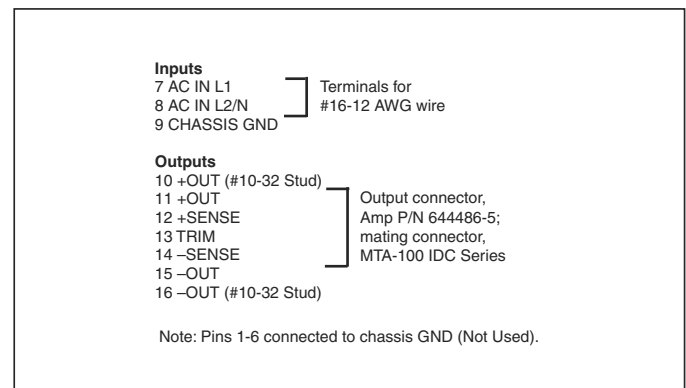 Inputs
7 AC IN L1
8 AC IN L2/N
9 CHASSIS GND
Terminals for
#16-12 AWG wire
Outputs
10 +OUT (#10-32 Stud)
11 +OUT
12 +SENSE
13 TRIM
14 –SENSE
15 –OUT
16 –OUT (#10-32 Stud)
Output connector,
Amp P/N 644486-5;
mating connector,
MTA-100 IDC Series
Note: Pins 1-6 connected to chassis GND (Not Used).